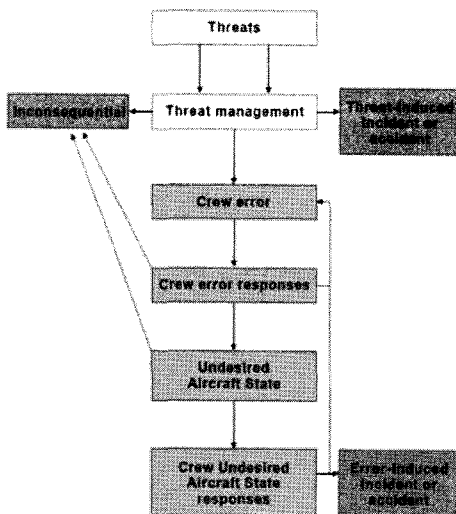 Threats
Inconsequential
Threat management
Threat-Induced
Incident or
accident
Crew error
Crew error responses
Undesired
Aircraft State
Crew Undesired
Aircraft State
responses
Error-Induced
Incident or
accident